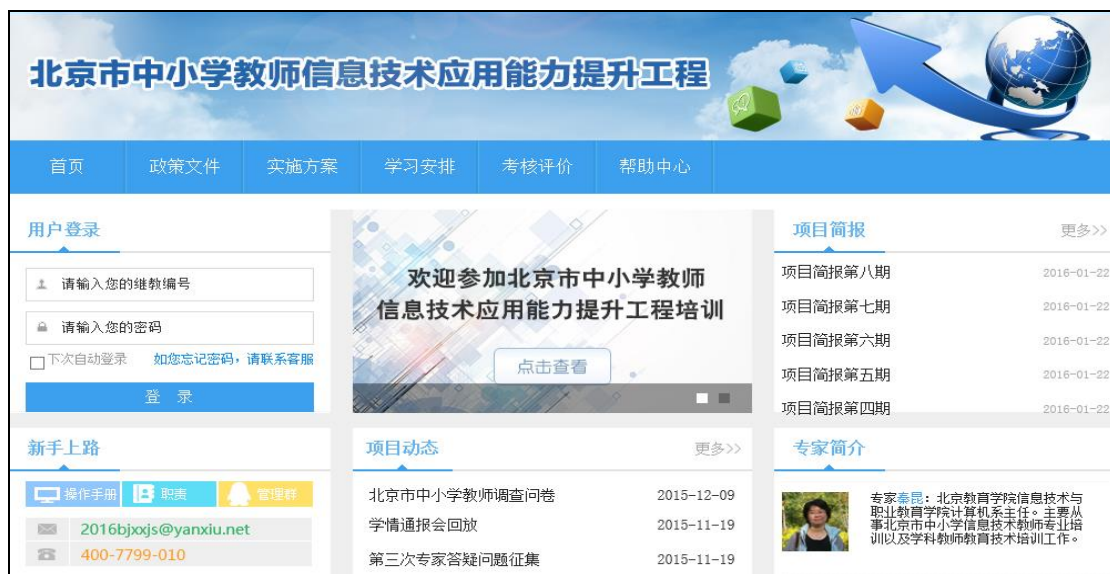 北京市中小学教师信息技术应用能力提升工程
首页 政策文件 实施方案 学习安排 考核评价 帮助中心
用户登录
请输入您的继教编号
请输入您的密码
下次自动登录 如您忘记密码，请联系客服
登 录
欢迎参加北京市中小学教师
信息技术应用能力提升工程培训
点击查看
项目简报 更多>>
项目简报第八期 2016-01-22
项目简报第七期 2016-01-22
项目简报第六期 2016-01-22
项目简报第五期 2016-01-22
项目简报第四期 2016-01-22
新手上路
操作手册 职责 管理群
2016bjxxjs@yanxiu.net
400-7799-010
项目动态 更多>>
北京市中小学教师调查问卷 2015-12-09
学情通报会回放 2015-11-19
第三次专家答疑问题征集 2015-11-19
专家简介
专家秦昆：北京教育学院信息技术与
职业教育学院计算机系主任。主要从
事北京市中小学信息技术教师专业培
训以及学科教师教育技术培训工作。